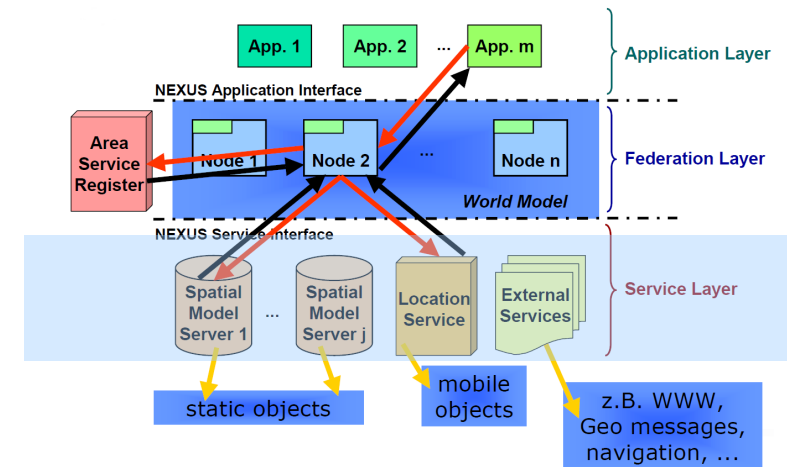 App. 1
App. 2
...
App. m
Application Layer
NEXUS Application Interface
Area
Service
Register
Node 1
Node 2
...
Node n
Federation Layer
World Model
NEXUS Service Interface
Spatial
Model
Server 1
...
Spatial
Model
Server j
Location
Service
External
Services
Service Layer
static objects
mobile
objects
z.B. WWW,
Geo messages,
navigation, ...